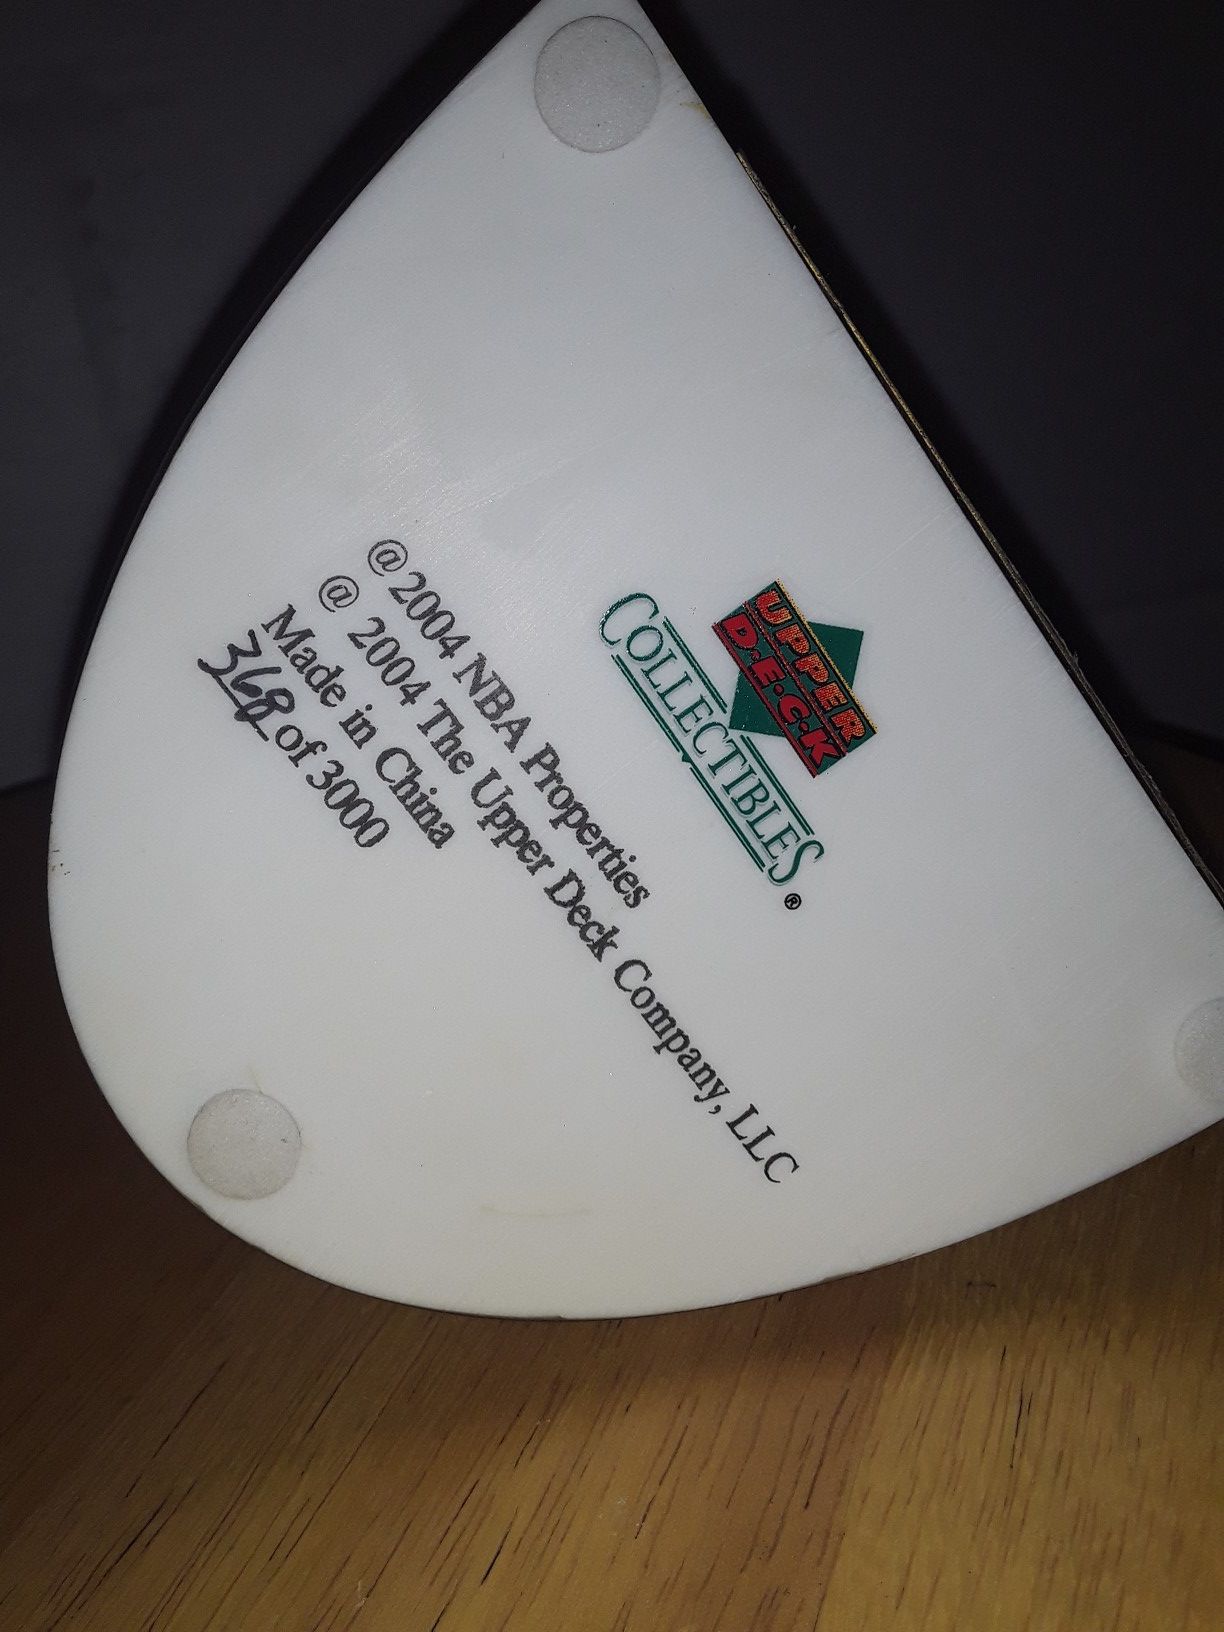 UPPER
D•E•C•K
COLLECTIBLES®
@ 2004 NBA Properties
@ 2004 The Upper Deck Company, LLC
Made in China
368 of 3000